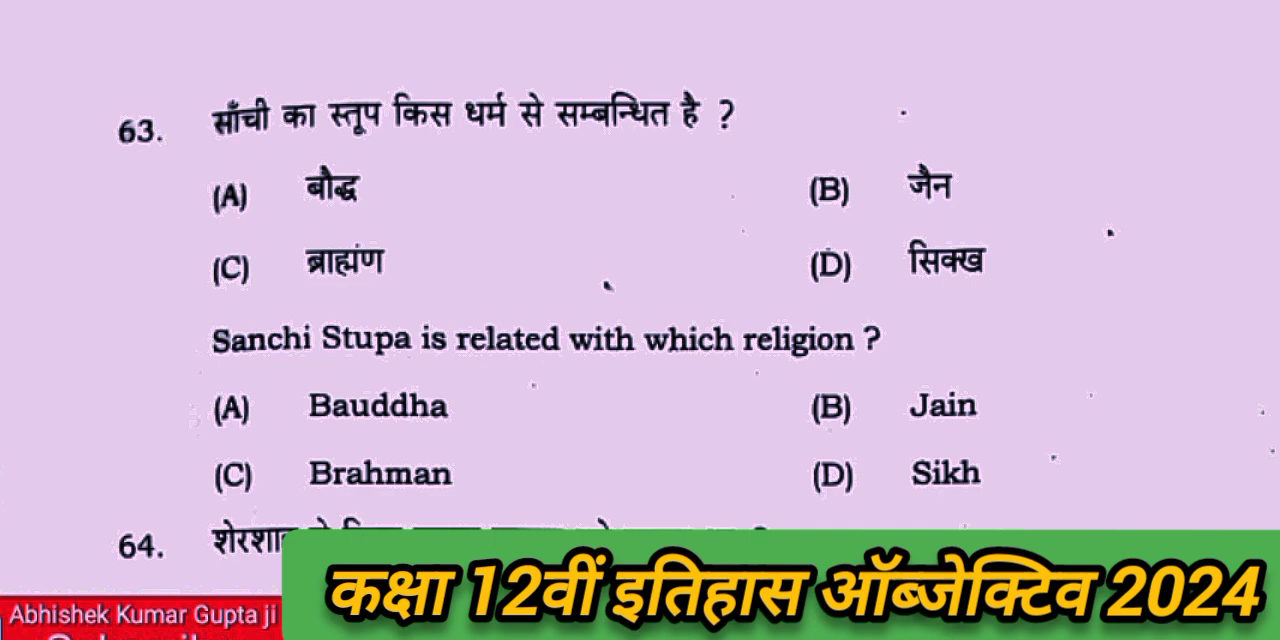 63. साँची का स्तूप किस धर्म से सम्बन्धित है ?
(A) बौद्ध (B) जैन
(C) ब्राह्मंण (D) सिक्ख
Sanchi Stupa is related with which religion ?
(A) Bauddha (B) Jain
(C) Brahman (D) Sikh
64.
कक्षा 12वीं इतिहास ऑब्जेक्टिव 2024
Abhishek Kumar Gupta ji